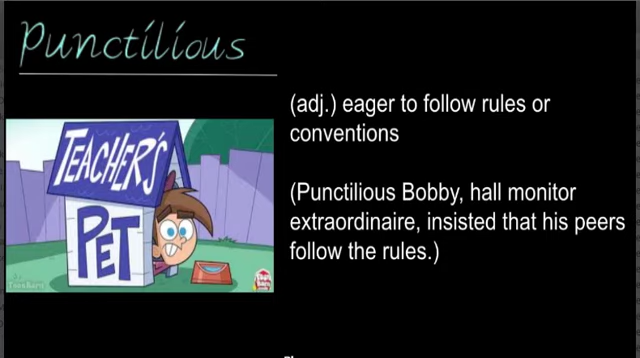 Punctilious
(adj.) eager to follow rules or
conventions
(Punctilious Bobby, hall monitor
extraordinaire, insisted that his peers
follow the rules.)
TEACHER'S
PET